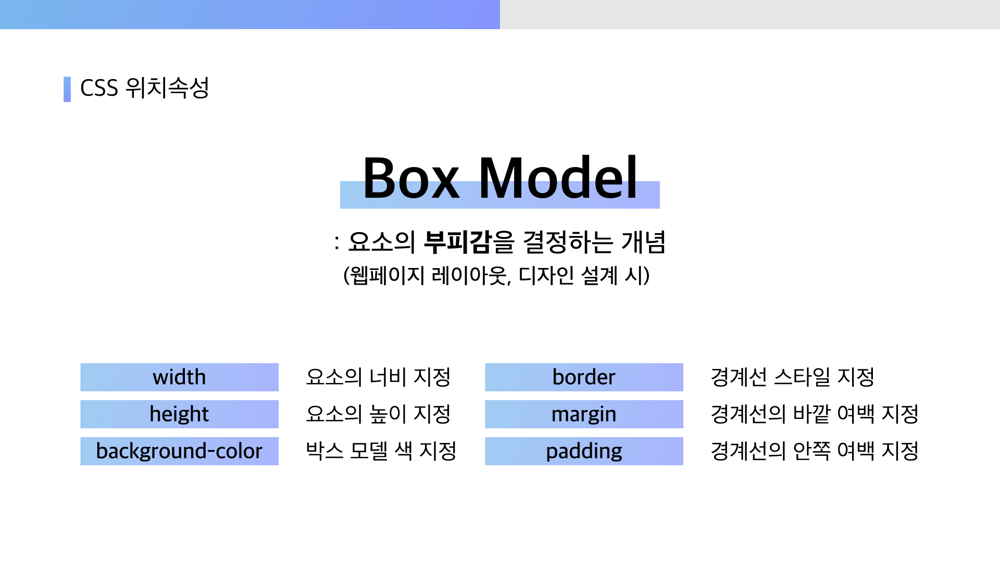 CSS 위치속성
Box Model
: 요소의 부피감을 결정하는 개념
(웹페이지 레이아웃, 디자인 설계 시)
width 요소의 너비 지정 border 경계선 스타일 지정
height 요소의 높이 지정 margin 경계선의 바깥 여백 지정
background-color 박스 모델 색 지정 padding 경계선의 안쪽 여백 지정